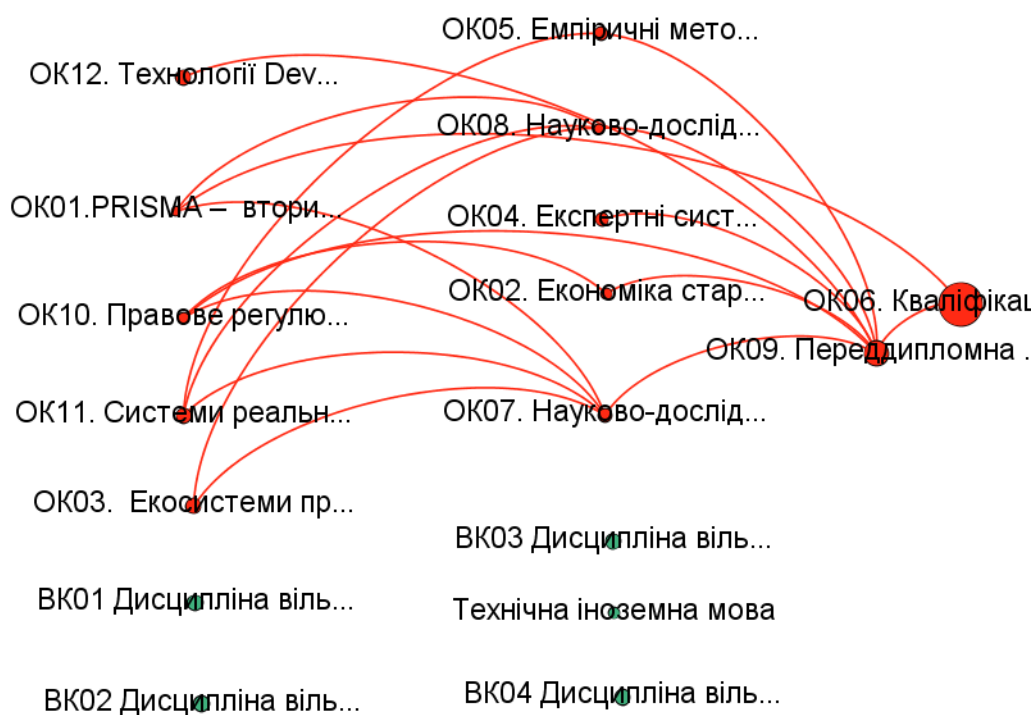 ОК05. Емпіричні мето...
ОК12. Технології Dev...
ОК08. Науково-дослід...
ОК01.PRISMA – втори...
ОК04. Експертні сист...
ОК02. Економіка стар...
ОК06. Кваліфікац
ОК10. Правове регулю...
ОК09. Переддипломна ...
ОК11. Системи реальн...
ОК07. Науково-дослід...
ОК03. Екосистеми пр...
ВК03 Дисципліна віль...
ВК01 Дисципліна віль...
Технічна іноземна мова
ВК02 Дисципліна віль...
ВК04 Дисципліна віль...